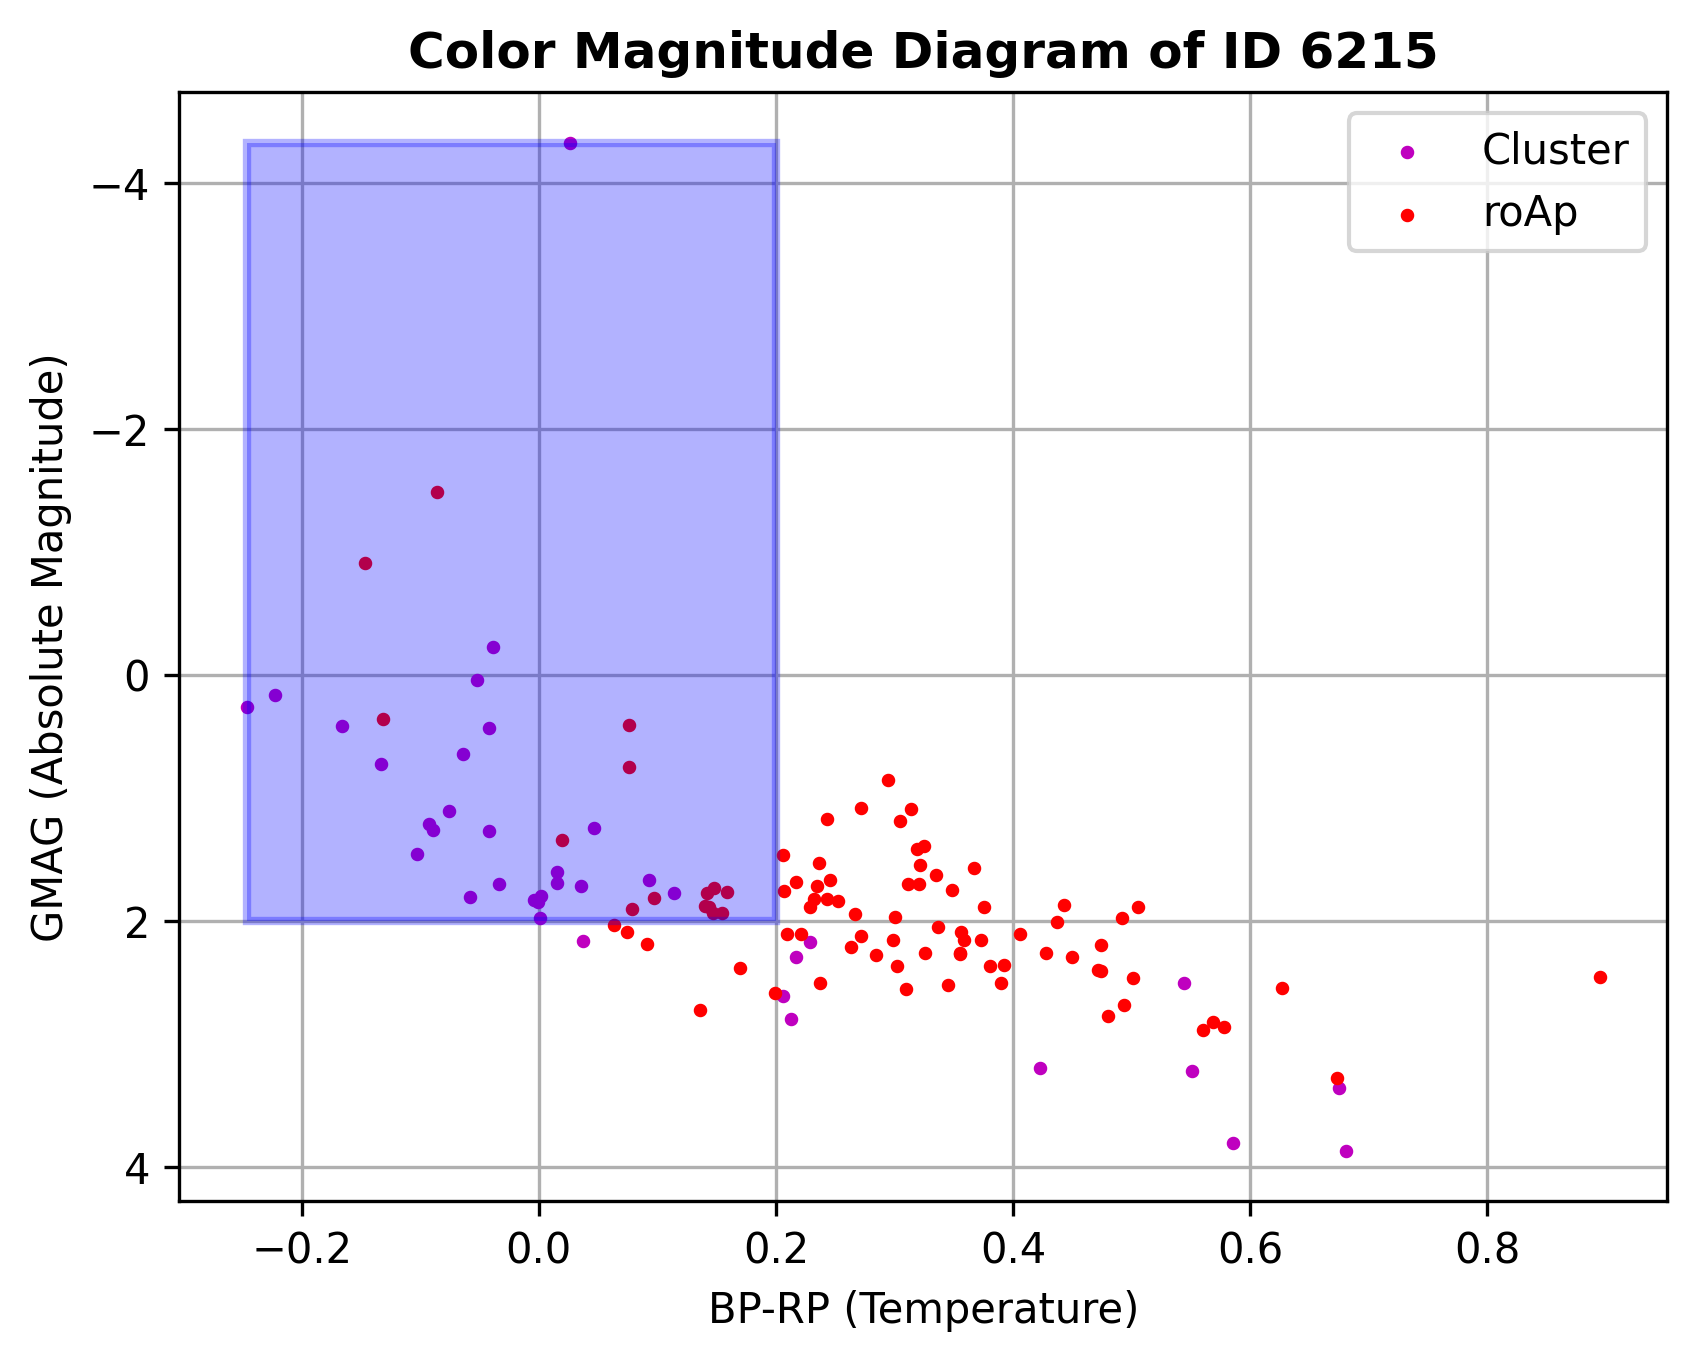 Color Magnitude Diagram of ID 6215
Cluster
roAp
GMAG (Absolute Magnitude)
−4
−2
0
2
4
−0.2 0.0 0.2 0.4 0.6 0.8
BP-RP (Temperature)